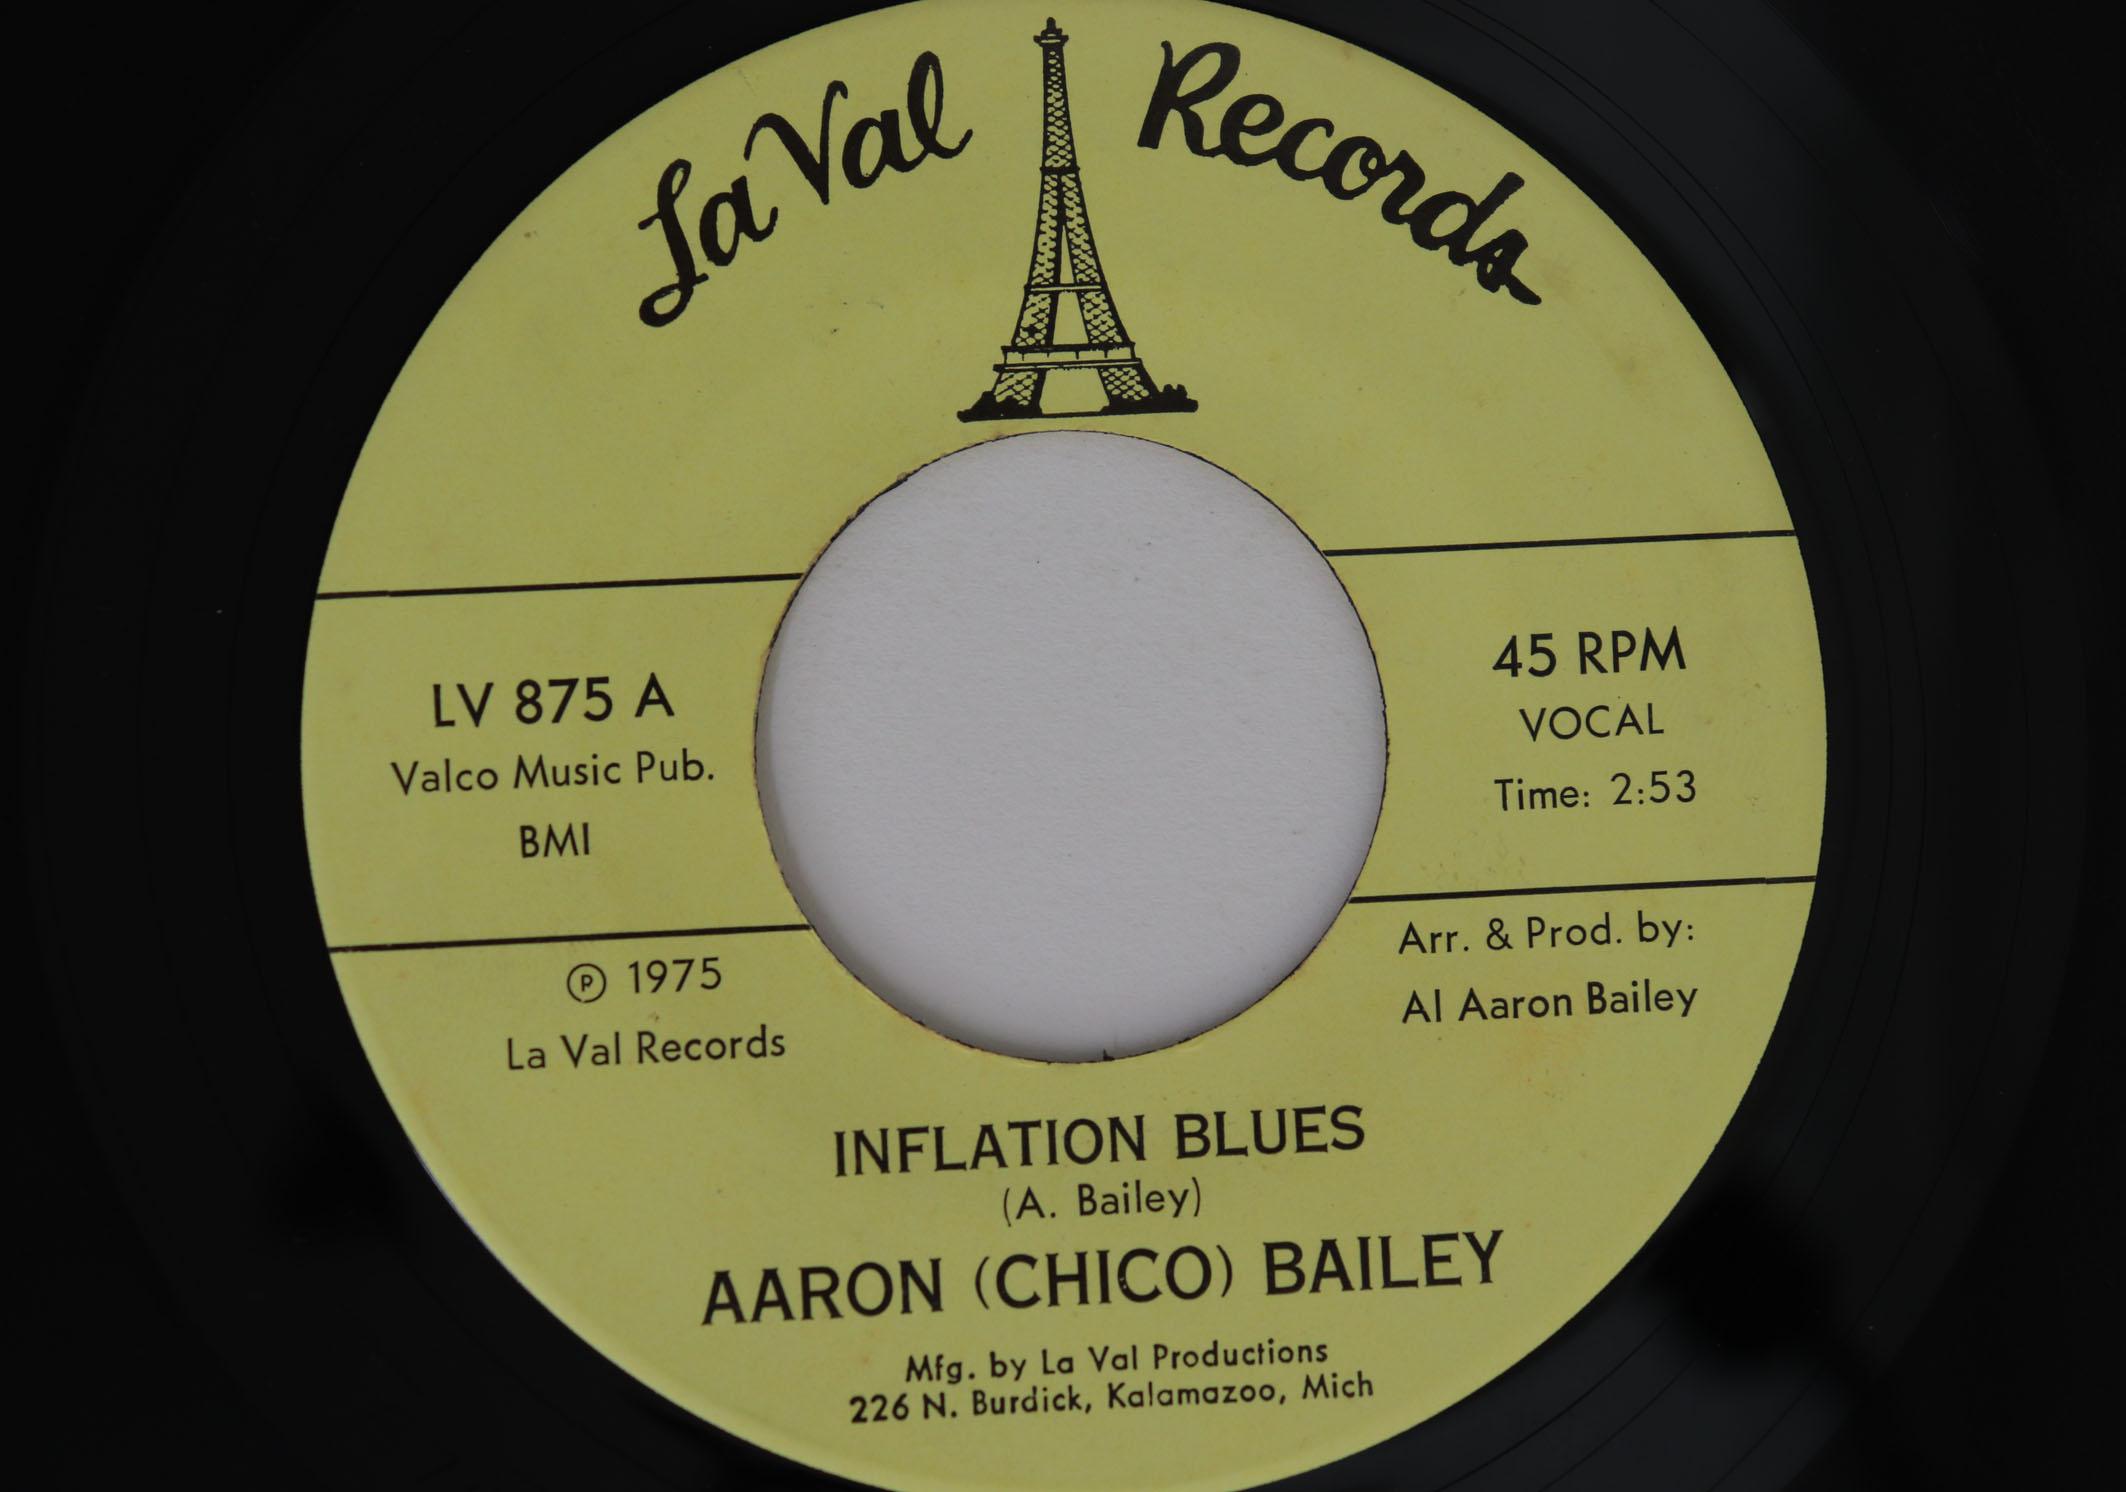 La Val Records
LV 875 A
Valco Music Pub.
BMI
45 RPM
VOCAL
Time: 2:53
℗ 1975
La Val Records
Arr. & Prod. by:
Al Aaron Bailey
INFLATION BLUES
(A. Bailey)
AARON (CHICO) BAILEY
Mfg. by La Val Productions
226 N. Burdick, Kalamazoo, Mich